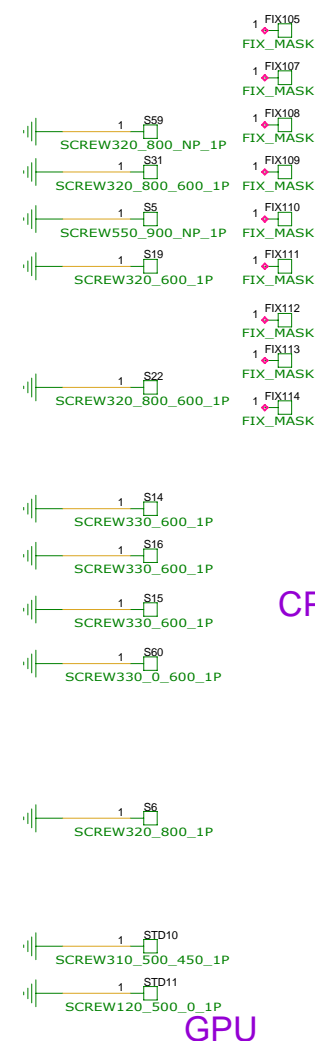 FIX105
1
FIX_MASK
FIX107
1
FIX_MASK
FIX108
1
FIX_MASK
S59
1
SCREW320_800_NP_1P
FIX109
1
FIX_MASK
S31
1
SCREW320_800_600_1P
FIX110
1
FIX_MASK
S5
1
SCREW550_900_NP_1P
FIX111
1
FIX_MASK
S19
1
SCREW320_600_1P
FIX112
1
FIX_MASK
FIX113
1
FIX_MASK
S22
1
SCREW320_800_600_1P
FIX114
1
FIX_MASK
S14
1
SCREW330_600_1P
S16
1
SCREW330_600_1P
S15
1
SCREW330_600_1P
S60
1
SCREW330_0_600_1P
S6
1
SCREW320_800_1P
STD10
1
SCREW310_500_450_1P
STD11
1
SCREW120_500_0_1P
GPU